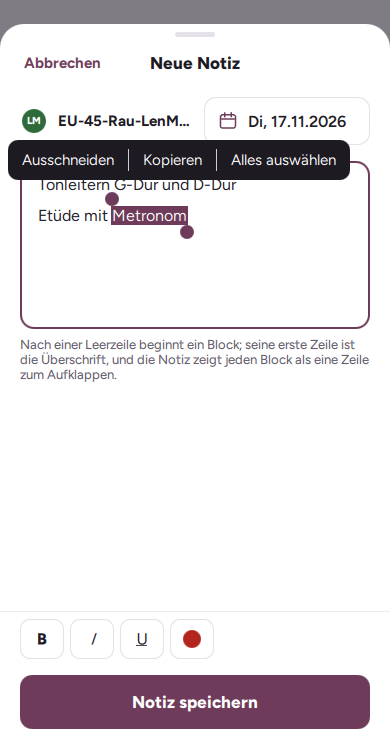 Abbrechen
Neue Notiz
LM
EU-45-Rau-LenM...
Di, 17.11.2026
Ausschneiden
Kopieren
Alles auswählen
Tonleitern G-Dur und D-Dur
Etüde mit Metronom
Nach einer Leerzeile beginnt ein Block; seine erste Zeile ist
die Überschrift, und die Notiz zeigt jeden Block als eine Zeile
zum Aufklappen.
B
I
U
Notiz speichern